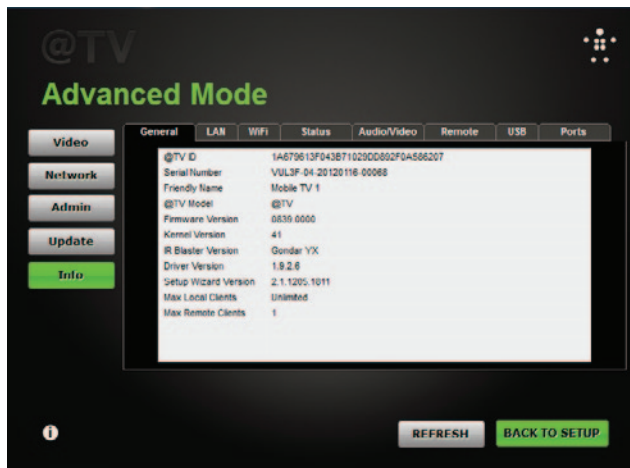 @TV
Advanced Mode
General LAN WiFi Status Audio/Video Remote USB Ports
Video
Network
Admin
Update
Info
@TV ID 1A679613F043B71029DD892F0A586207
Serial Number VUL3F-04-20120116-00068
Friendly Name Mobile TV 1
@TV Model @TV
Firmware Version 0839.0000
Kernel Version 41
IR Blaster Version Gondar YX
Driver Version 1.9.2.6
Setup Wizard Version 2.1.1205.1011
Max Local Clients Unlimited
Max Remote Clients 1
REFRESH BACK TO SETUP